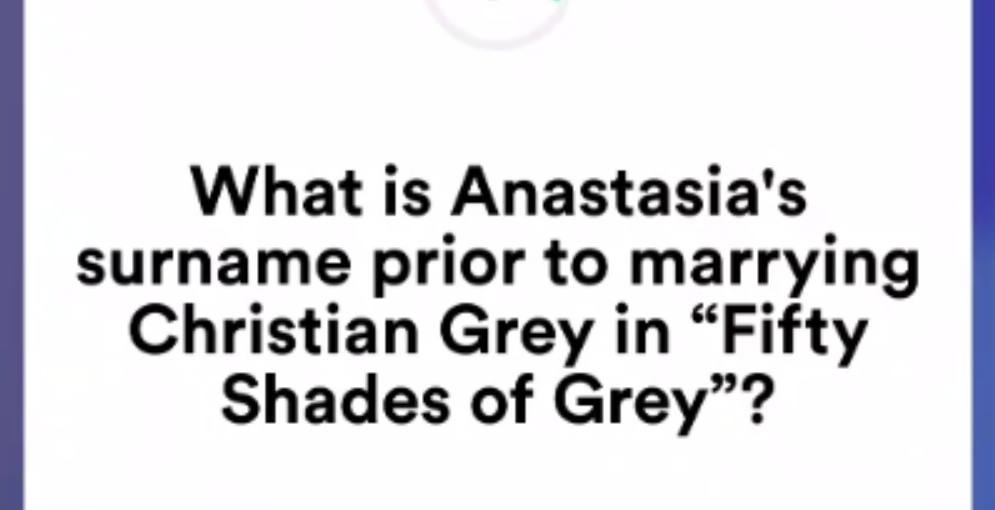 What is Anastasia's
surname prior to marrying
Christian Grey in “Fifty
Shades of Grey”?